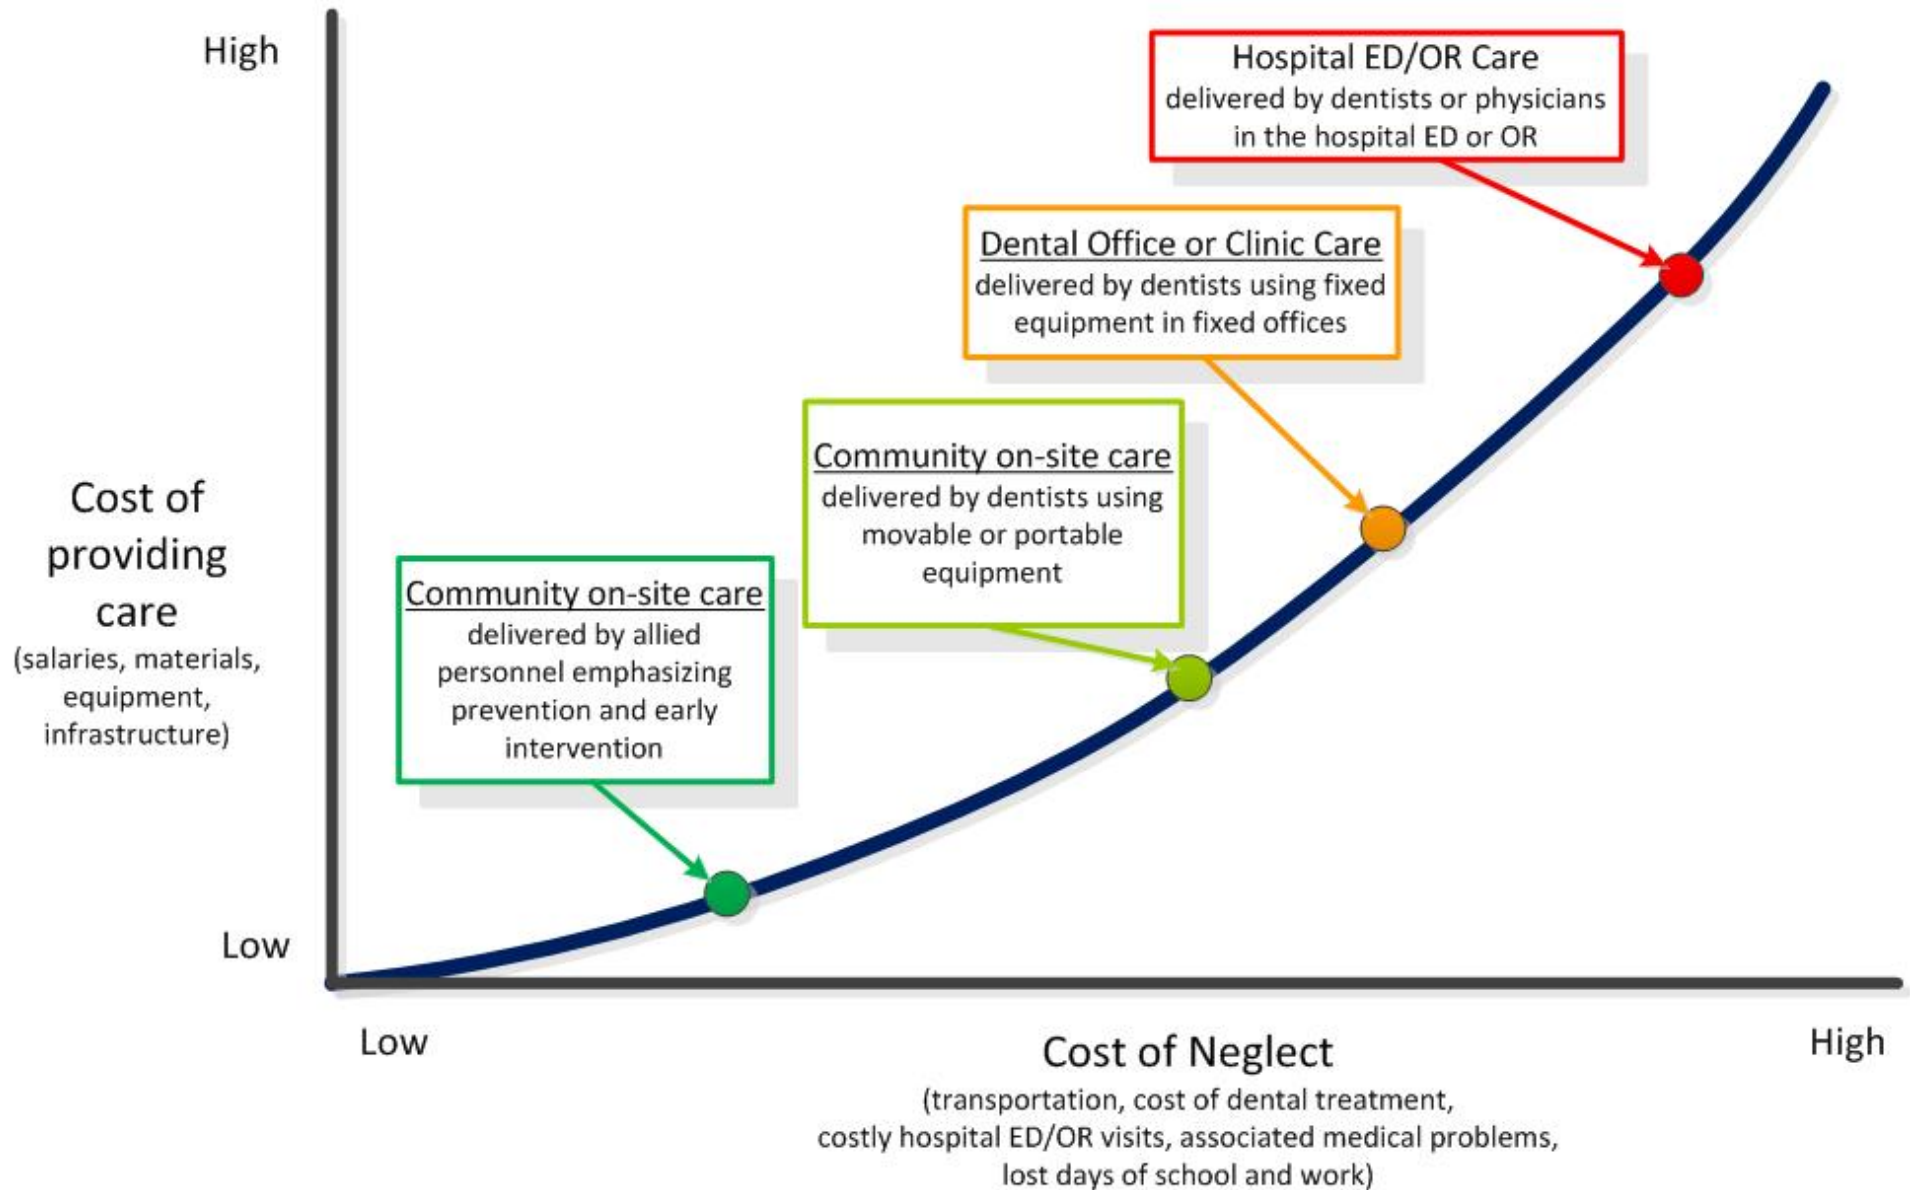 High
Hospital ED/OR Care
delivered by dentists or physicians
in the hospital ED or OR
Dental Office or Clinic Care
delivered by dentists using fixed
equipment in fixed offices
Community on-site care
delivered by dentists using
movable or portable
equipment
Cost of
providing
care
(salaries, materials,
equipment,
infrastructure)
Community on-site care
delivered by allied
personnel emphasizing
prevention and early
intervention
Low
Low
Cost of Neglect
(transportation, cost of dental treatment,
costly hospital ED/OR visits, associated medical problems,
lost days of school and work)
High